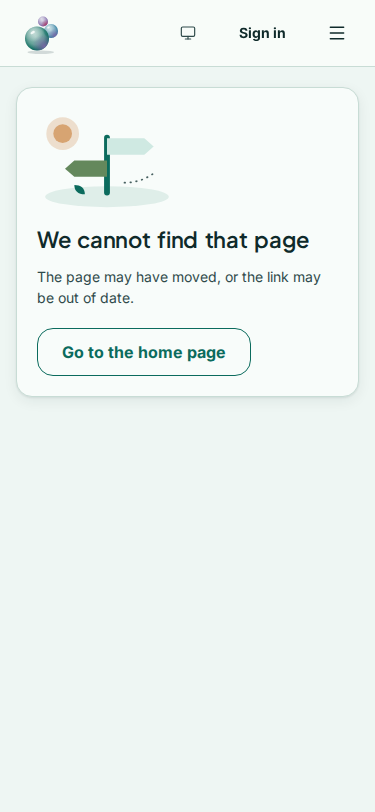 Sign in
We cannot find that page
The page may have moved, or the link may
be out of date.
Go to the home page